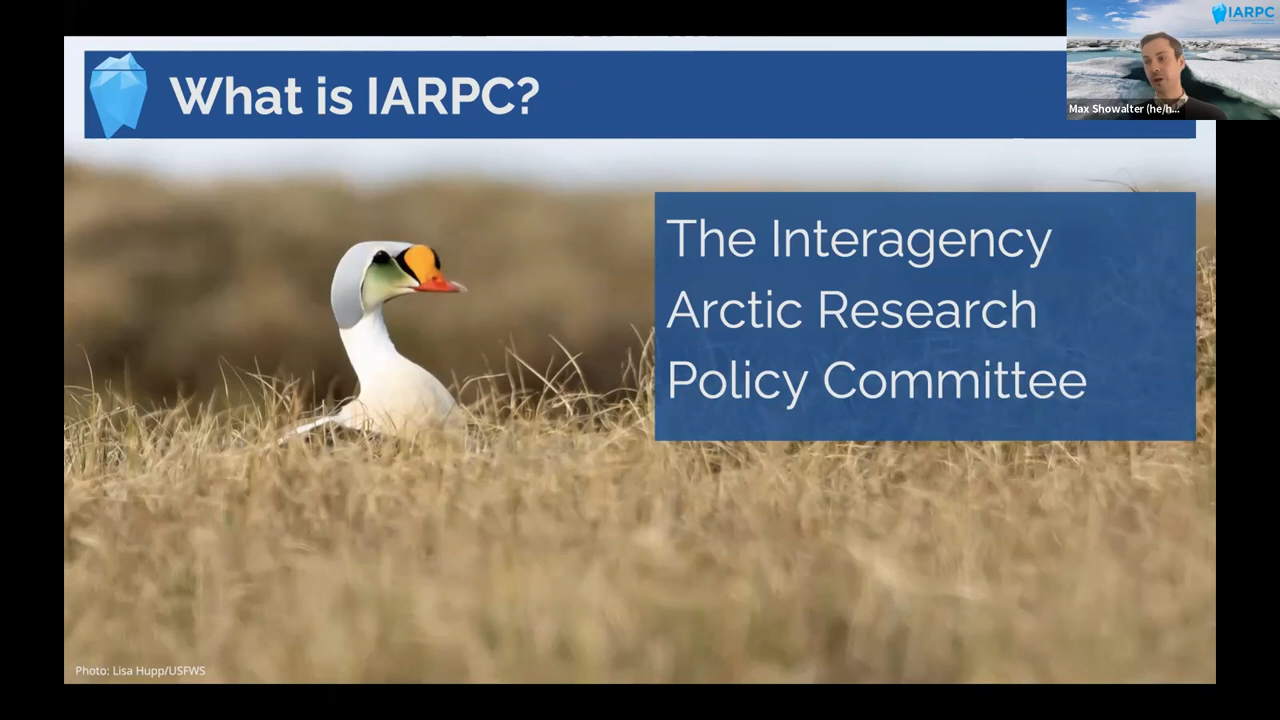 What is IARPC?
IARPC
Max Showalter (he/h...
The Interagency
Arctic Research
Policy Committee
Photo: Lisa Hupp/USFWS